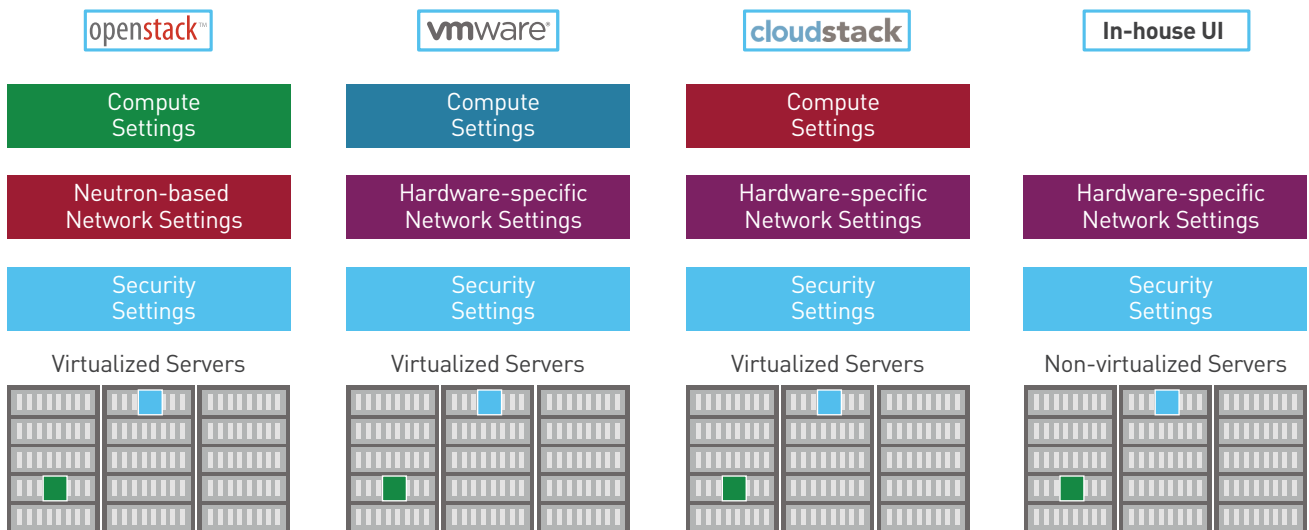 openstack™
vmware®
cloudstack
In-house UI
Compute
Settings
Compute
Settings
Compute
Settings
Neutron-based
Network Settings
Hardware-specific
Network Settings
Hardware-specific
Network Settings
Hardware-specific
Network Settings
Security
Settings
Security
Settings
Security
Settings
Security
Settings
Virtualized Servers
Virtualized Servers
Virtualized Servers
Non-virtualized Servers